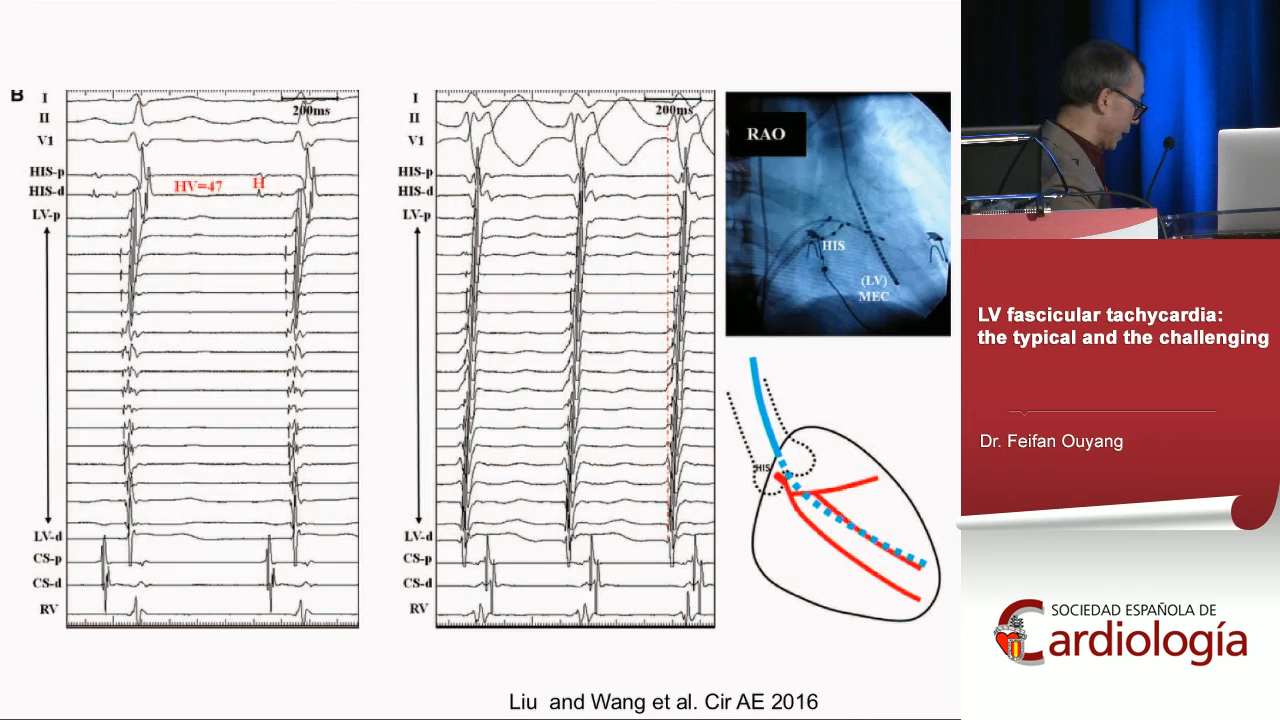 B
I
II
V1
HIS-p
HIS-d
LV-p
LV-d
CS-p
CS-d
RV
200ms
HV=47
H
I
II
V1
HIS-p
HIS-d
LV-p
LV-d
CS-p
CS-d
RV
200ms
RAO
HIS
(LV)
MEC
HIS
Liu and Wang et al. Cir AE 2016
LV fascicular tachycardia:
the typical and the challenging
Dr. Feifan Ouyang
SOCIEDAD ESPAÑOLA DE
Cardiología